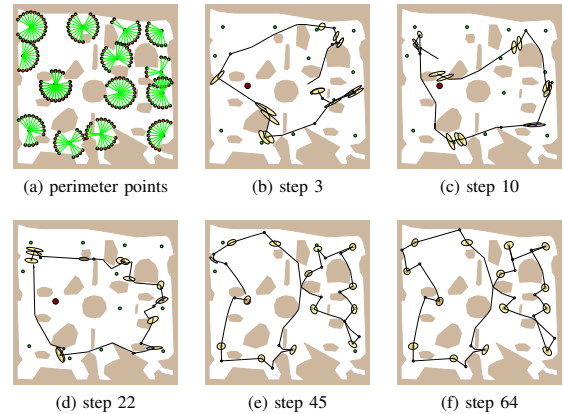 (a) perimeter points
(b) step 3
(c) step 10
(d) step 22
(e) step 45
(f) step 64